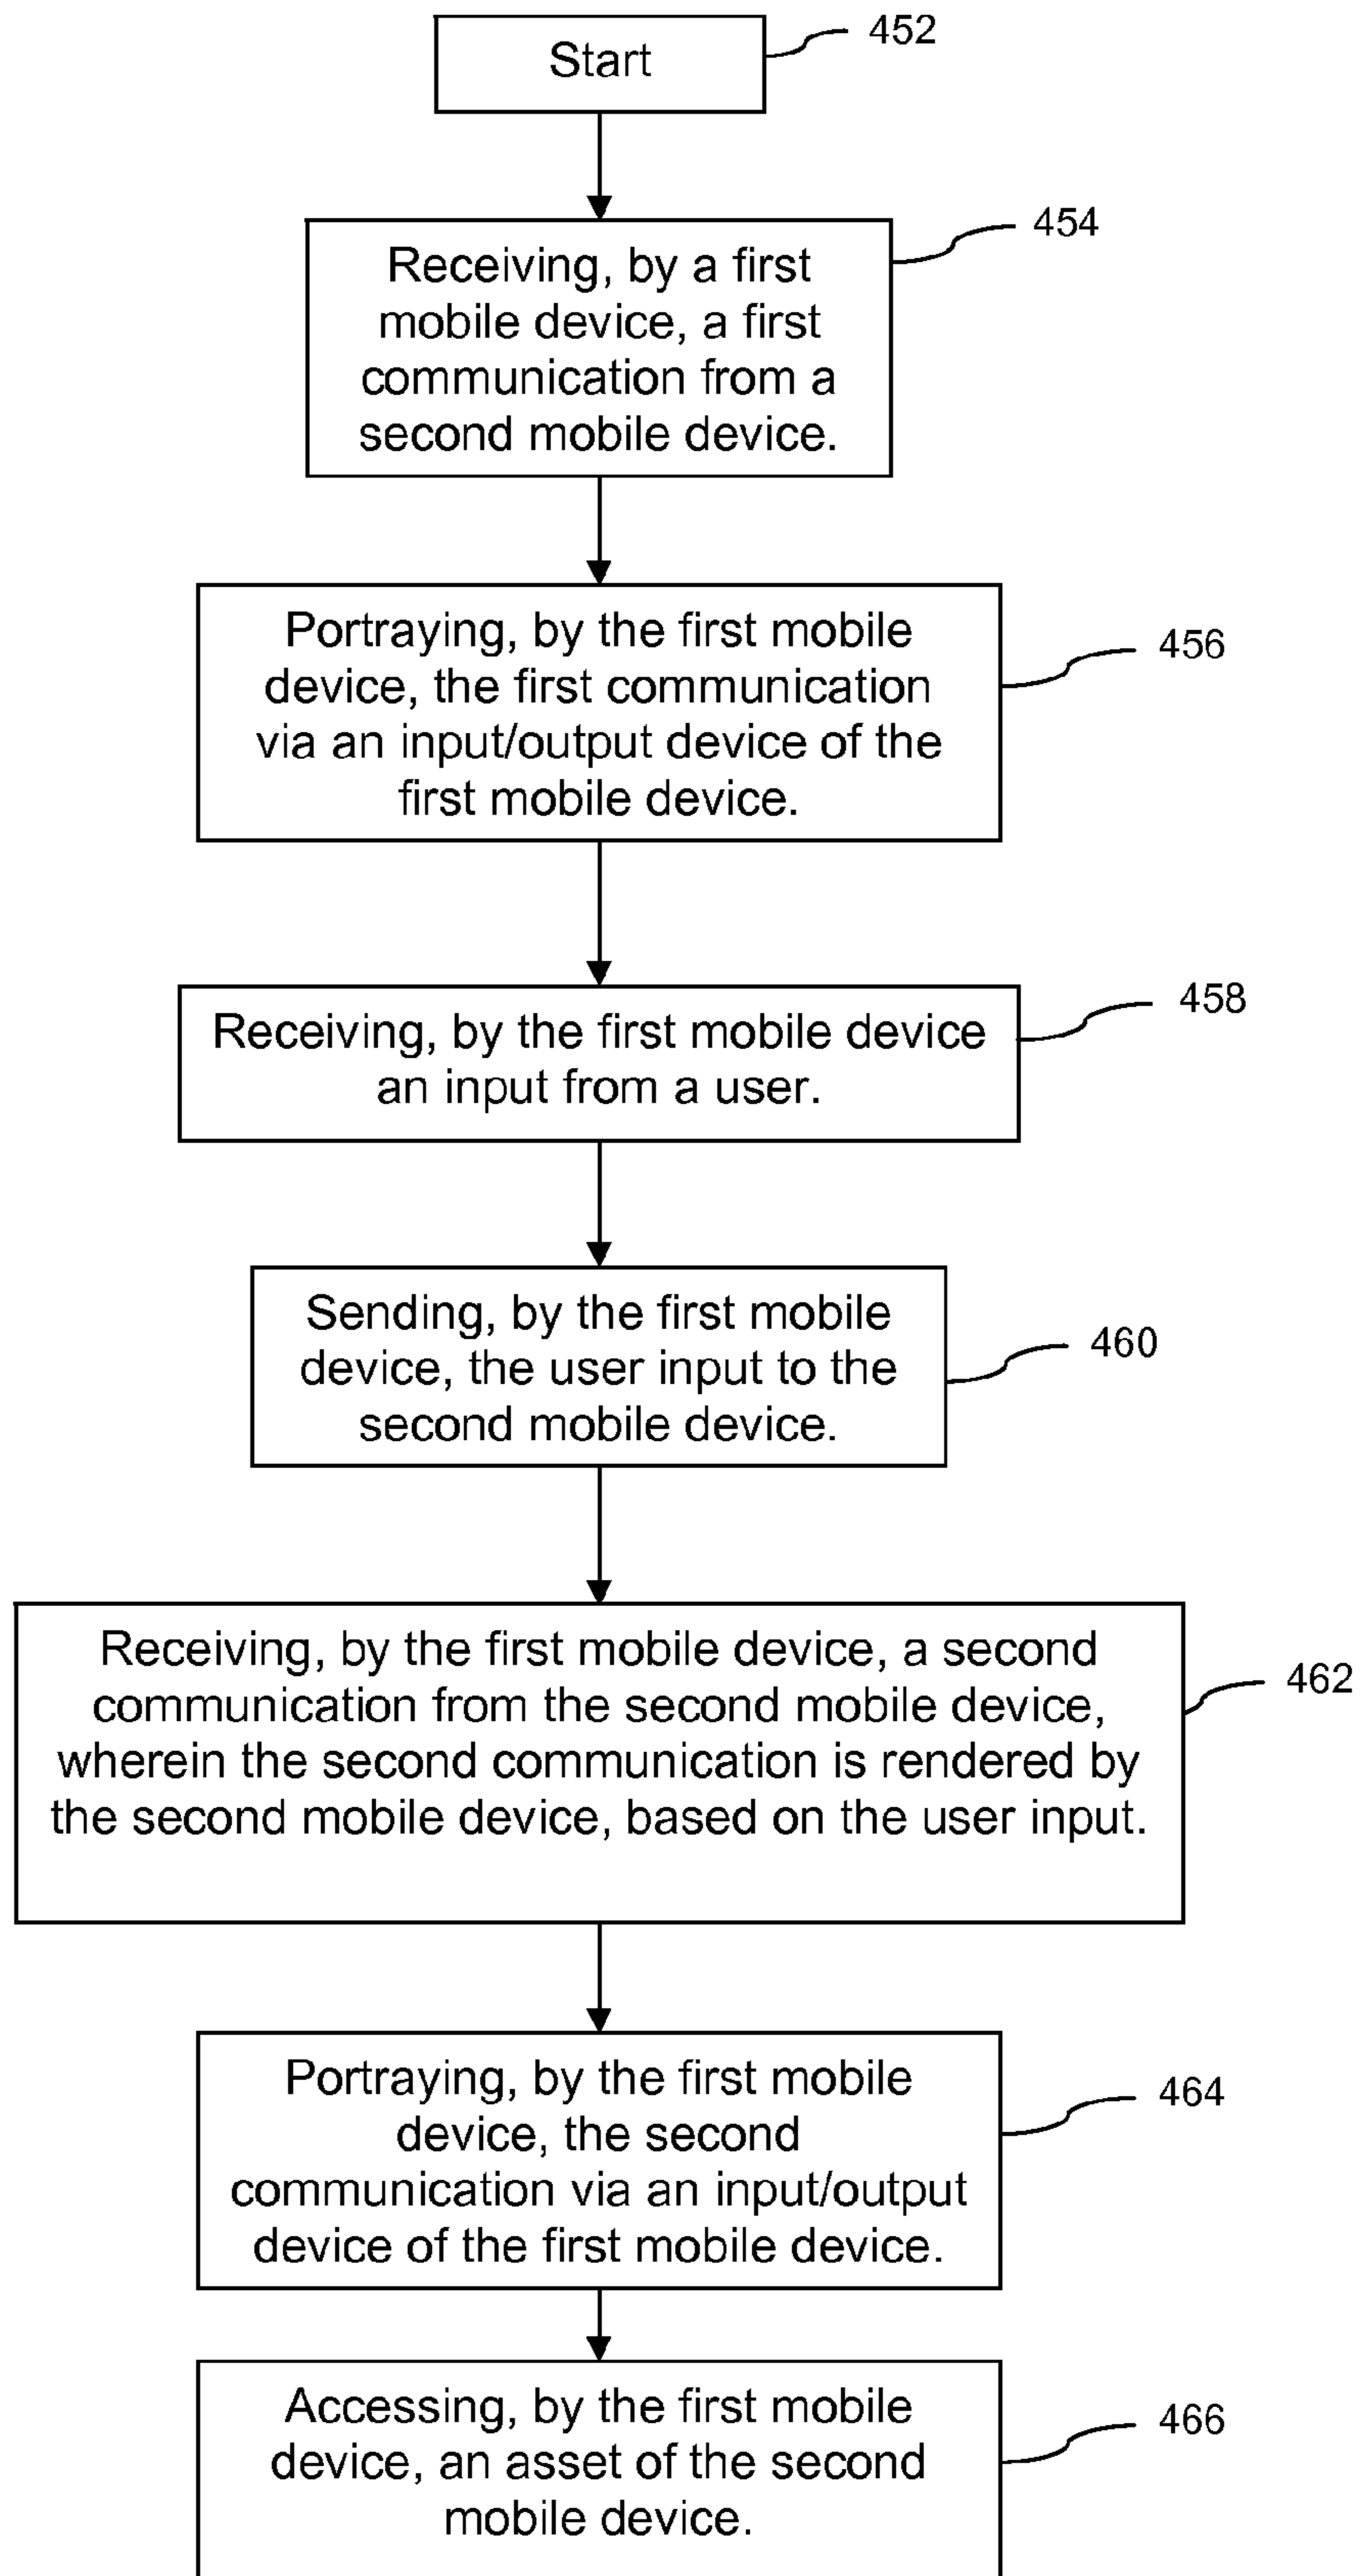 Start
452
Receiving, by a first
mobile device, a first
communication from a
second mobile device.
454
Portraying, by the first mobile
device, the first communication
via an input/output device of the
first mobile device.
456
Receiving, by the first mobile device
an input from a user.
458
Sending, by the first mobile
device, the user input to the
second mobile device.
460
Receiving, by the first mobile device, a second
communication from the second mobile device,
wherein the second communication is rendered by
the second mobile device, based on the user input.
462
Portraying, by the first mobile
device, the second
communication via an input/output
device of the first mobile device.
464
Accessing, by the first mobile
device, an asset of the second
mobile device.
466